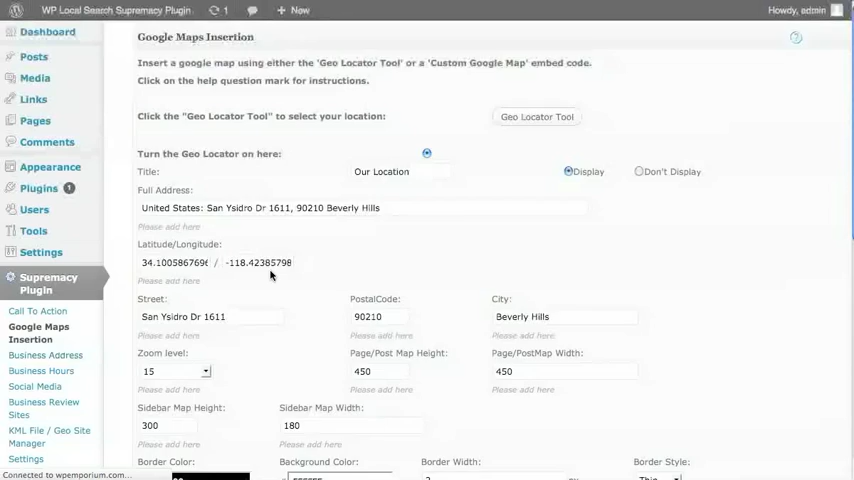 WP Local Search Supremacy Plugin 1 + New Howdy, admin
Dashboard
Posts
Media
Links
Pages
Comments
Appearance
Plugins 1
Users
Tools
Settings
Supremacy
Plugin
Call To Action
Google Maps
Insertion
Business Address
Business Hours
Social Media
Business Review
Sites
KML File / Geo Site
Manager
Settings
Connected to wpemporium.com...
Google Maps Insertion
Insert a google map using either the 'Geo Locator Tool' or a 'Custom Google Map' embed code.
Click on the help question mark for instructions.
Click the "Geo Locator Tool" to select your location: Geo Locator Tool
Turn the Geo Locator on here:
Title: Our Location Display Don't Display
Full Address:
United States: San Ysidro Dr 1611, 90210 Beverly Hills
Please add here
Latitude/Longitude:
34.1005867696 / -118.42385798
Please add here
Street: PostalCode: City:
San Ysidro Dr 1611 90210 Beverly Hills
Please add here Please add here Please add here
Zoom level: Page/Post Map Height: Page/PostMap Width:
15 450 450
Please add here Please add here Please add here
Sidebar Map Height: Sidebar Map Width:
300 180
Please add here Please add here
Border Color: Background Color: Border Width: Border Style: